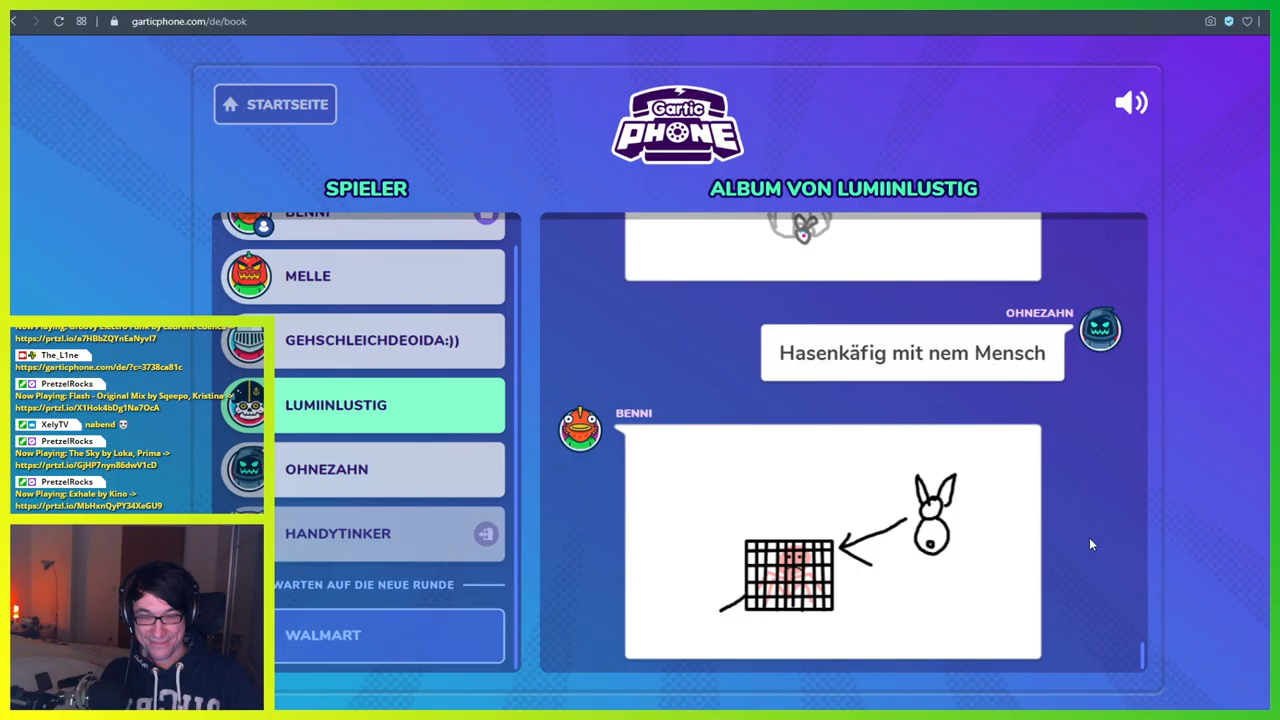 garticphone.com/de/book
STARTSEITE
Gartic
PHONE
SPIELER
ALBUM VON LUMIINLUSTIG
BENNI
MELLE
GEHSCHLEICHDEOIDA:))
LUMIINLUSTIG
OHNEZAHN
HANDYTINKER
WARTEN AUF DIE NEUE RUNDE
WALMART
OHNEZAHN
Hasenkäfig mit nem Mensch
BENNI
https://prtzl.io/a7HBbZQYnEaNyvl7
The_L1ne
https://garticphone.com/de/?c=3738ca81c
PretzelRocks
Now Playing: Flash - Original Mix by Sqeepo, Kristina ->
https://prtzl.io/X1Hok4bDg1Na7OcA
XelyTV nabend
PretzelRocks
Now Playing: The Sky by Loka, Prima ->
https://prtzl.io/GjHP7nyn86dwV1cD
PretzelRocks
Now Playing: Exhale by Kino ->
https://prtzl.io/MbHxnQyPY34XeGU9